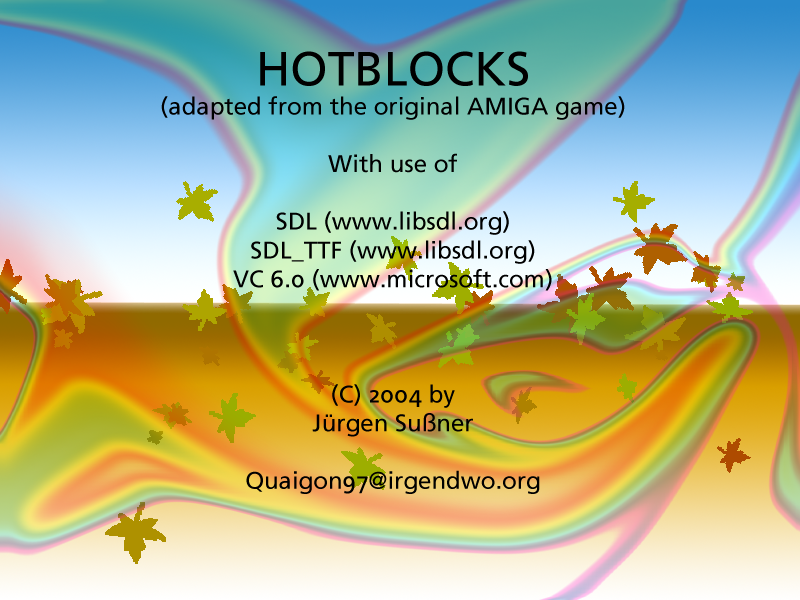 HOTBLOCKS
(adapted from the original AMIGA game)
With use of
SDL (www.libsdl.org)
SDL_TTF (www.libsdl.org)
VC 6.0 (www.microsoft.com)
(C) 2004 by
Jürgen Sußner
Quaigon97@irgendwo.org